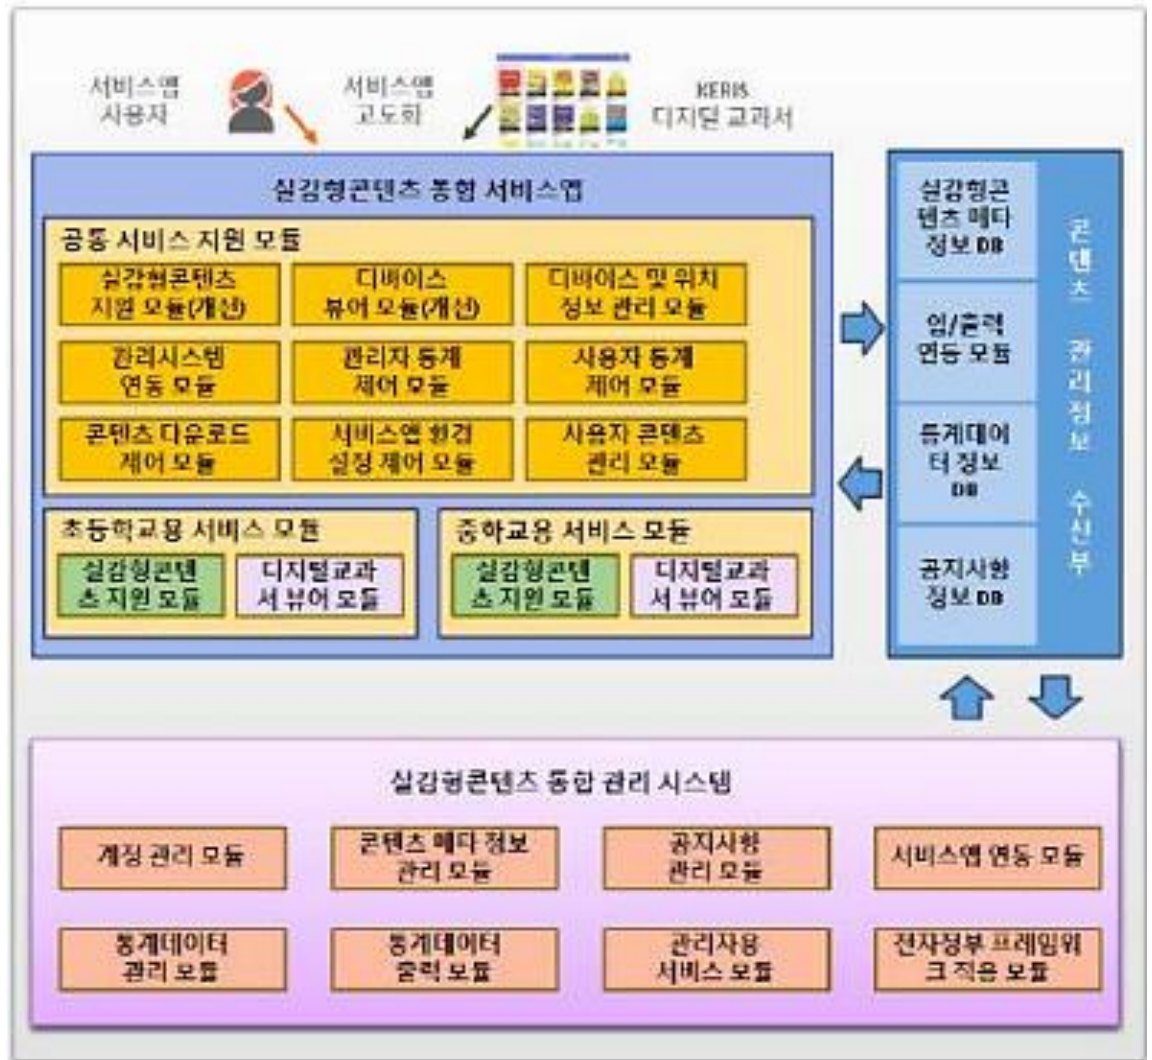 서비스앱
사용자
서비스앱
고도화
KERIS
디지털 교과서
실감형콘텐츠 통합 서비스앱
공통 서비스 지원 모듈
실감형콘텐츠
지원 모듈(개선)
디바이스
뷰어 모듈(개선)
디바이스 및 위치
정보 관리 모듈
관리시스템
연동 모듈
관리자 통계
제어 모듈
사용자 통계
제어 모듈
콘텐츠 다운로드
제어 모듈
서비스앱 환경
설정 제어 모듈
사용자 콘텐츠
관리 모듈
초등학교용 서비스 모듈
실감형콘텐
츠 지원 모듈
디지털교과
서 뷰어 모듈
중학교용 서비스 모듈
실감형콘텐
츠 지원 모듈
디지털교과
서 뷰어 모듈
실감형콘
텐츠 메타
정보 DB
입/출력
연동 모듈
통계데이
터 정보
DB
공지사항
정보 DB
콘텐츠 관리정보 수신부
실감형콘텐츠 통합 관리 시스템
계정 관리 모듈
콘텐츠 메타 정보
관리 모듈
공지사항
관리 모듈
서비스앱 연동 모듈
통계데이터
관리 모듈
통계데이터
출력 모듈
관리자용
서비스 모듈
전자정부 프레임워
크 적용 모듈